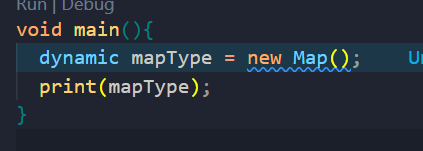 Run | Debug
void main(){
dynamic mapType = new Map();
print(mapType);
}